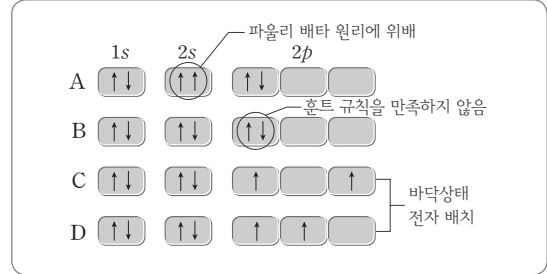 파울리 배타 원리에 위배
1s 2s 2p
A ↑↓ ↑↑ ↑↓
훈트 규칙을 만족하지 않음
B ↑↓ ↑↓ ↑↓
C ↑↓ ↑↓ ↑ ↑
바닥상태
전자 배치
D ↑↓ ↑↓ ↑ ↑